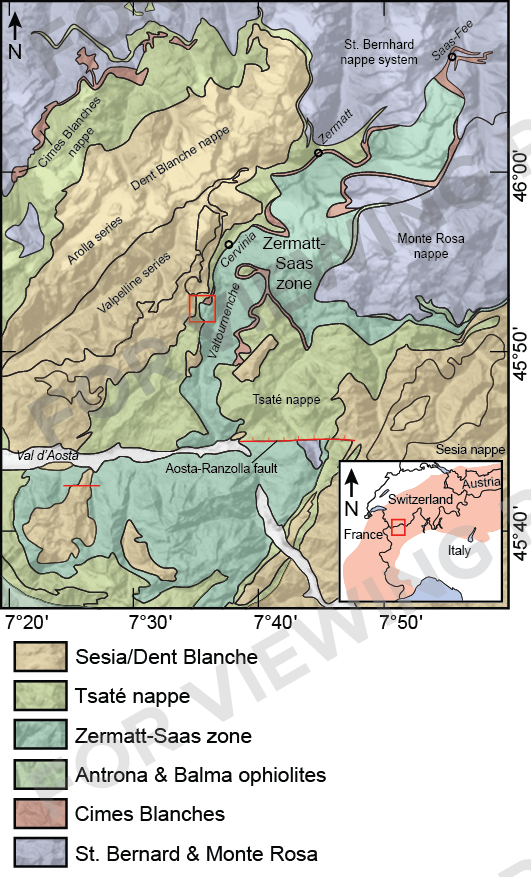 N
St. Bernhard
nappe system
Saas-Fee
Zermatt
Cimes Blanches
nappe
Dent Blanche nappe
46°00'
Arolla series
Valpelline series
Cervinia
Zermatt-
Saas
zone
Monte Rosa
nappe
Valtournenche
45°50'
Tsaté nappe
Sesia nappe
Val d'Aosta
Aosta-Ranzolla fault
N
Switzerland
Austria
France
Italy
45°40'
7°20'
7°30'
7°40'
7°50'
Sesia/Dent Blanche
Tsaté nappe
Zermatt-Saas zone
Antrona & Balma ophiolites
Cimes Blanches
St. Bernard & Monte Rosa
FOR VIEWING